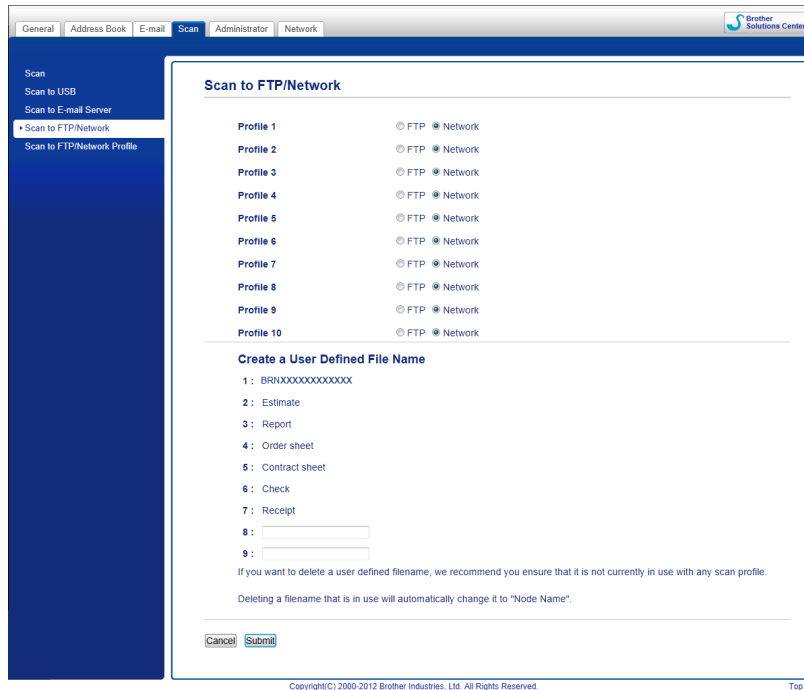 General Address Book E-mail Scan Administrator Network
Brother
Solutions Center
Scan
Scan to USB
Scan to E-mail Server
Scan to FTP/Network
Scan to FTP/Network Profile
Scan to FTP/Network
Profile 1 FTP Network
Profile 2 FTP Network
Profile 3 FTP Network
Profile 4 FTP Network
Profile 5 FTP Network
Profile 6 FTP Network
Profile 7 FTP Network
Profile 8 FTP Network
Profile 9 FTP Network
Profile 10 FTP Network
Create a User Defined File Name
1 : BRNXXXXXXXXXXXX
2 : Estimate
3 : Report
4 : Order sheet
5 : Contract sheet
6 : Check
7 : Receipt
8 :
9 :
If you want to delete a user defined filename, we recommend you ensure that it is not currently in use with any scan profile.
Deleting a filename that is in use will automatically change it to "Node Name".
Cancel Submit
Copyright(C) 2000-2012 Brother Industries, Ltd. All Rights Reserved.
Top